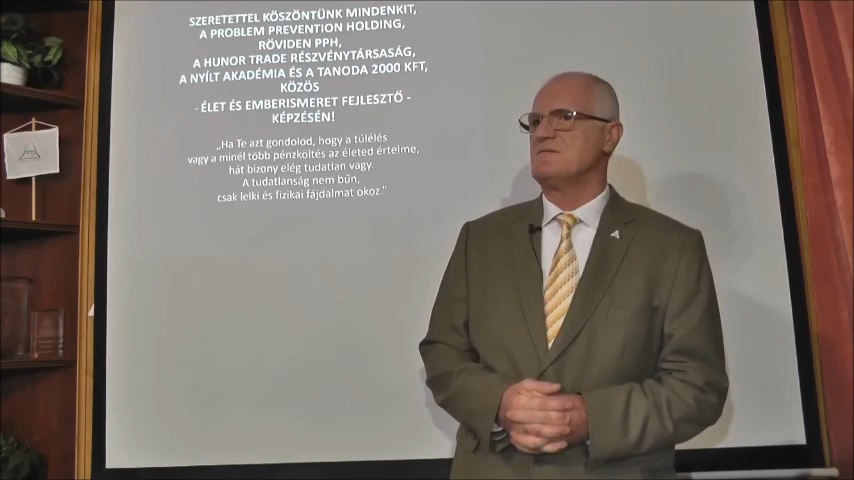 SZERETETTEL KÖSZÖNTÜNK MINDENKIT,
A PROBLEM PREVENTION HOLDING,
RÖVIDEN PPH,
A HUNOR TRADE RÉSZVÉNYTÁRSASÁG,
A NYÍLT AKADÉMIA ÉS A TANODA 2000 KFT,
KÖZÖS
- ÉLET ÉS EMBERISMERET FEJLESZTŐ -
KÉPZÉSÉN!
„Ha Te azt gondolod, hogy a túlélés
vagy a minél több pénzköltés az életed értelme,
hát bizony elég tudatlan vagy.
A tudatlanság nem bűn,
csak lelki és fizikai fájdalmat okoz.”